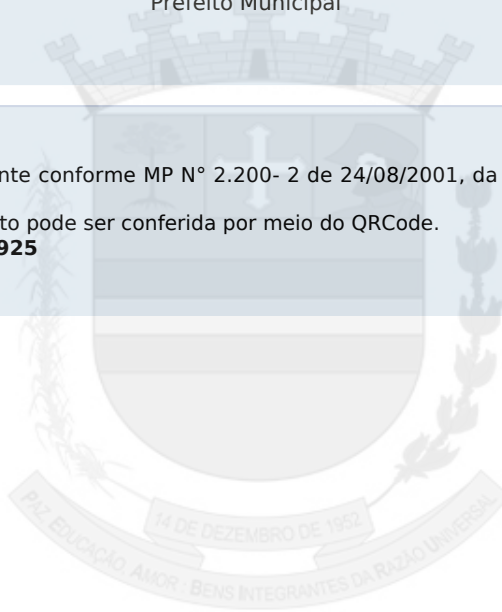 Prefeito Municipal
nte conforme MP N° 2.200- 2 de 24/08/2001, da
to pode ser conferida por meio do QRCode.
925
14 DE DEZEMBRO DE 1952
PAZ, EDUCAÇÃO, AMOR : BENS INTEGRANTES DA RAZÃO UNIVERSAL